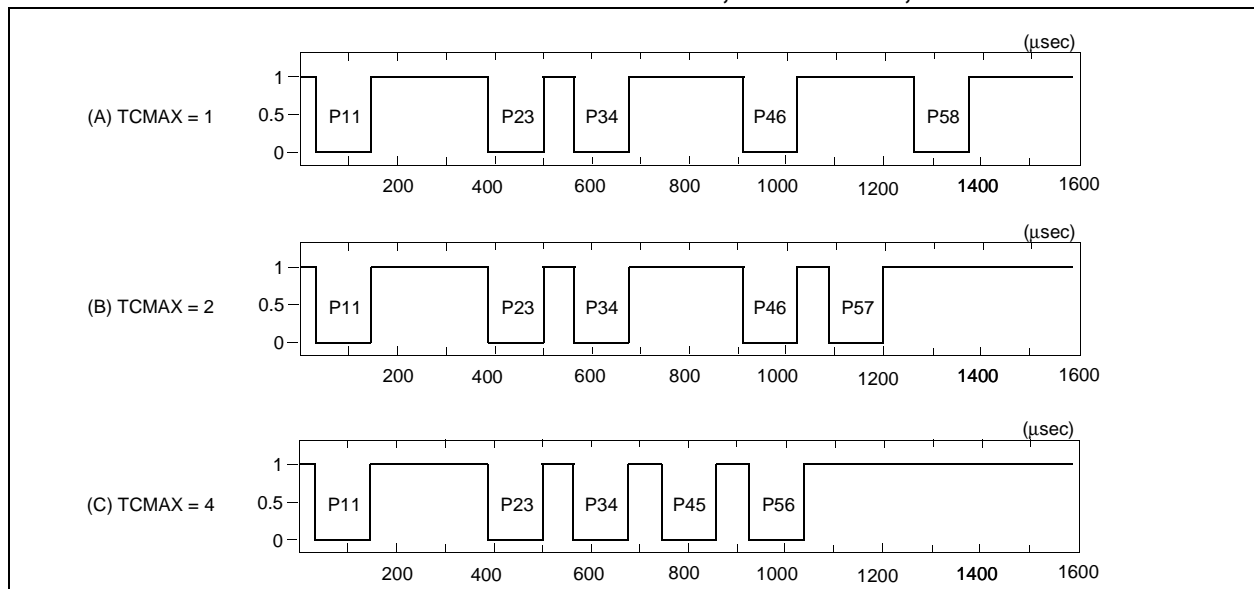 (μsec)
1
0.5
0
(A) TCMAX = 1
P11
P23
P34
P46
P58
200
400
600
800
1000
1200
1400
1600
(μsec)
1
0.5
0
(B) TCMAX = 2
P11
P23
P34
P46
P57
200
400
600
800
1000
1200
1400
1600
(μsec)
1
0.5
0
(C) TCMAX = 4
P11
P23
P34
P45
P56
200
400
600
800
1000
1200
1400
1600